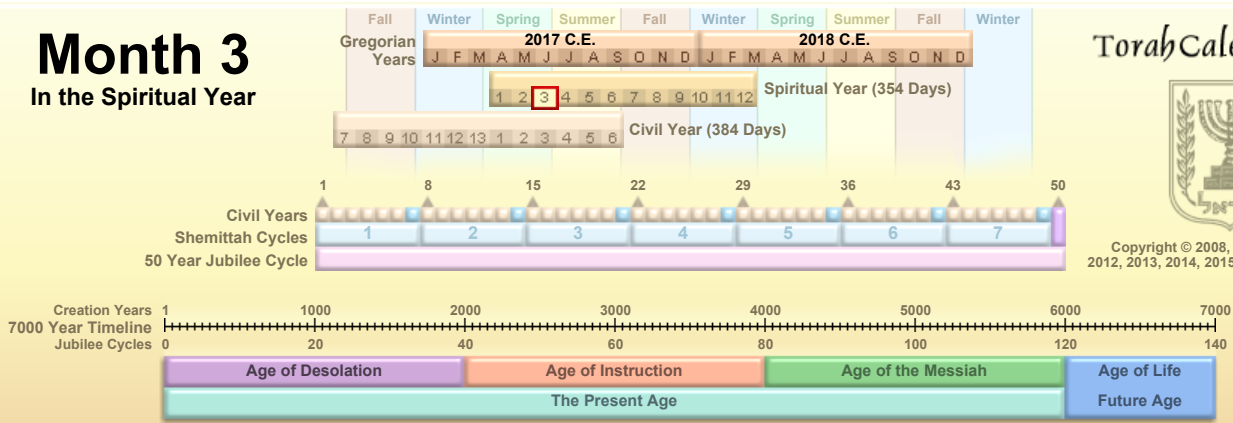 Month 3
In the Spiritual Year
Fall Winter Spring Summer Fall Winter Spring Summer Fall Winter
Gregorian Years
2017 C.E. 2018 C.E.
J F M A M J J A S O N D J F M A M J J A S O N D
1 2 3 4 5 6 7 8 9 10 11 12
Spiritual Year (354 Days)
7 8 9 10 11 12 13 1 2 3 4 5 6
Civil Year (384 Days)
1 8 15 22 29 36 43 50
Civil Years
Shemittah Cycles 1 2 3 4 5 6 7
50 Year Jubilee Cycle
Torah Cale
Copyright © 2008,
2012, 2013, 2014, 2015
Creation Years 1 1000 2000 3000 4000 5000 6000 7000
7000 Year Timeline
Jubilee Cycles 0 20 40 60 80 100 120 140
Age of Desolation Age of Instruction Age of the Messiah Age of Life
The Present Age Future Age